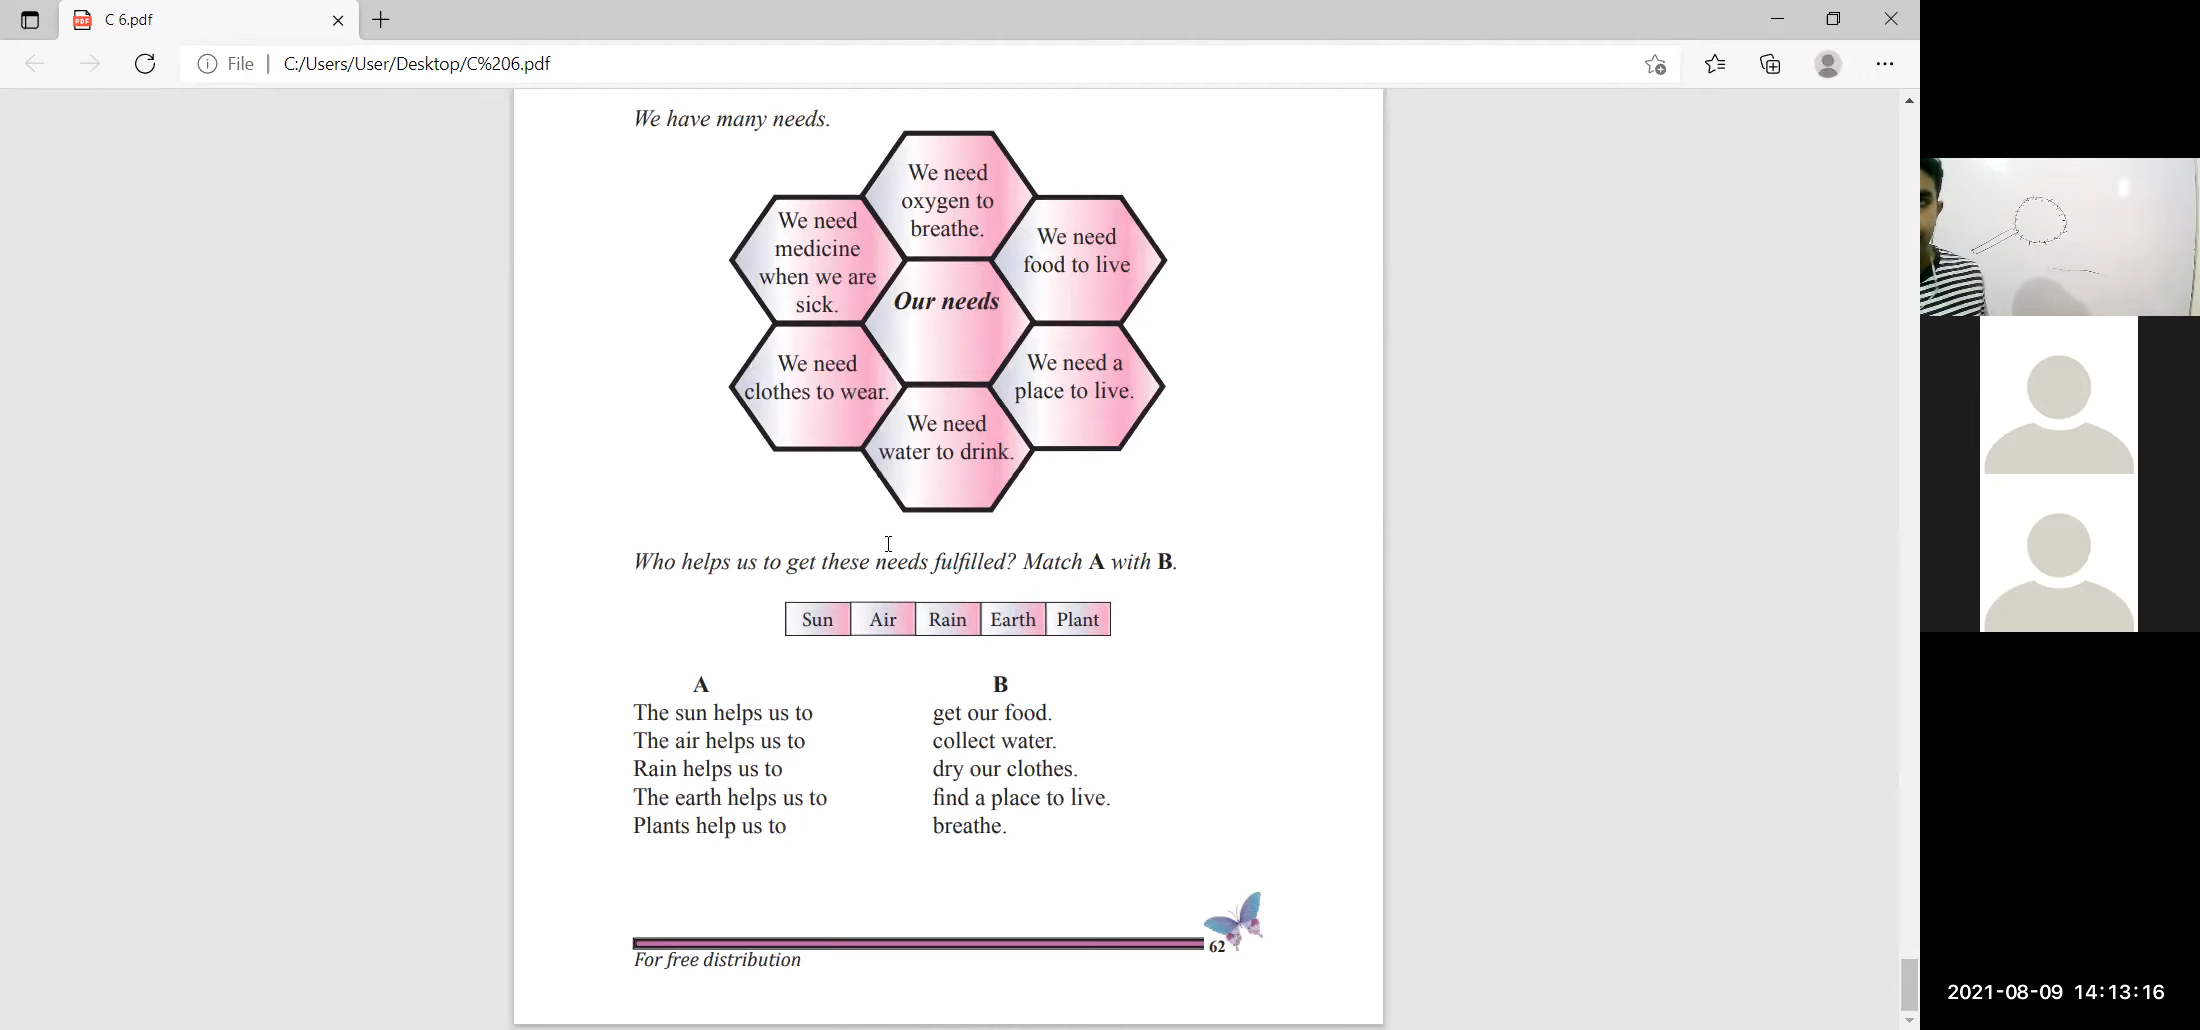 C 6.pdf
File | C:/Users/User/Desktop/C%206.pdf
We have many needs.
We need
oxygen to
breathe.
We need
medicine
when we are
sick.
We need
food to live
Our needs
We need
clothes to wear.
We need a
place to live.
We need
water to drink.
Who helps us to get these needs fulfilled? Match A with B.
Sun Air Rain Earth Plant
A B
The sun helps us to get our food.
The air helps us to collect water.
Rain helps us to dry our clothes.
The earth helps us to find a place to live.
Plants help us to breathe.
62
For free distribution
2021-08-09 14:13:16